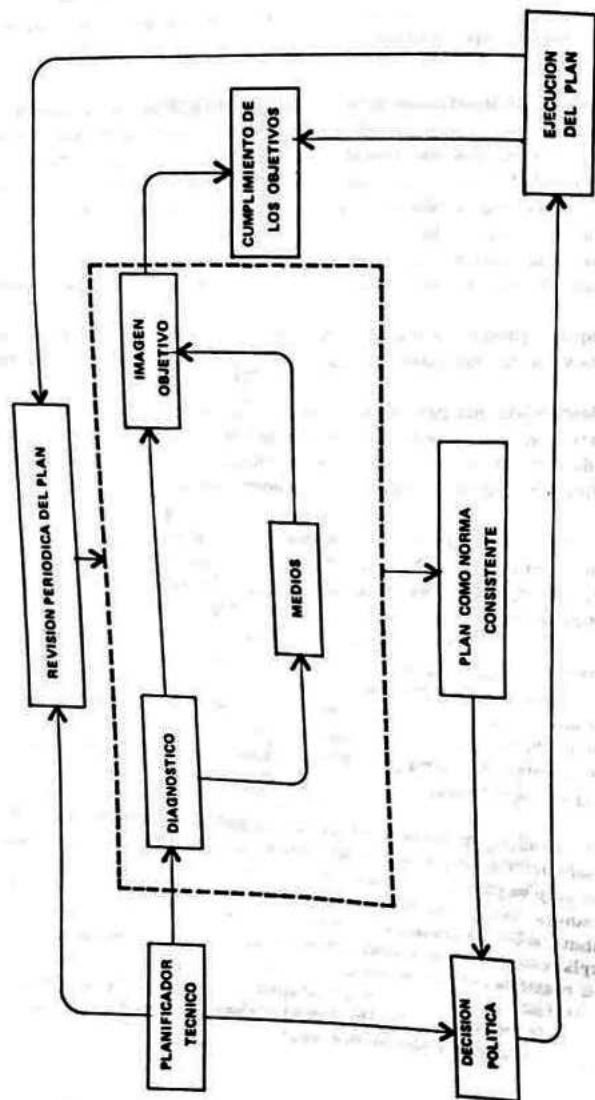 REVISION PERIODICA DEL PLAN
PLANIFICADOR
TECNICO
DIAGNOSTICO
IMAGEN
OBJETIVO
MEDIOS
CUMPLIMIENTO DE
LOS OBJETIVOS
DECISION
POLITICA
PLAN COMO NORMA
CONSISTENTE
EJECUCION
DEL PLAN